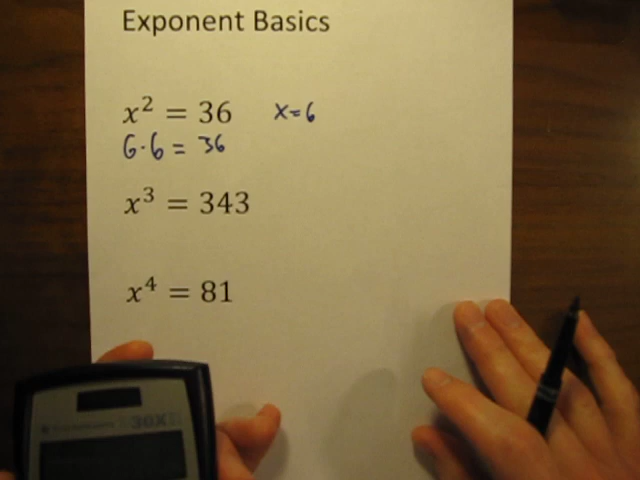 Exponent Basics
x² = 36 x=6
6·6 = 36
x³ = 343
x⁴ = 81
30X